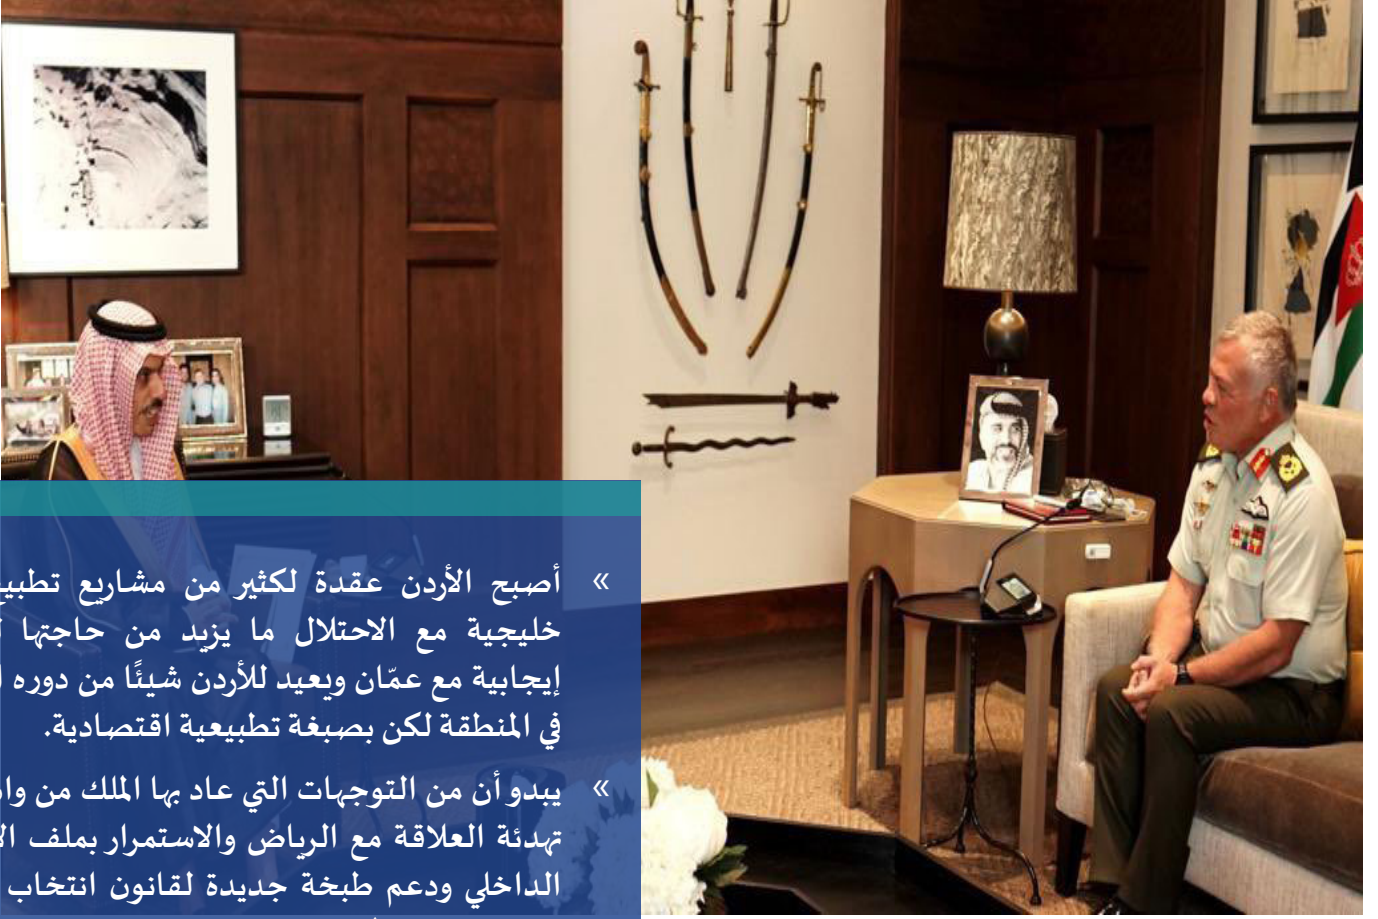 « أصبح الأردن عقدة لكثير من مشاريع
خليجية مع الاحتلال ما يزيد من حاجتها
إيجابية مع عمّان ويعيد للأردن شيئًا من دوره
في المنطقة لكن بصبغة تطبيعية اقتصادية.
« يبدو أن من التوجهات التي عاد بها الملك من
تهدئة العلاقة مع الرياض والاستمرار بملف
الداخلي ودعم طبخة جديدة لقانون انتخاب